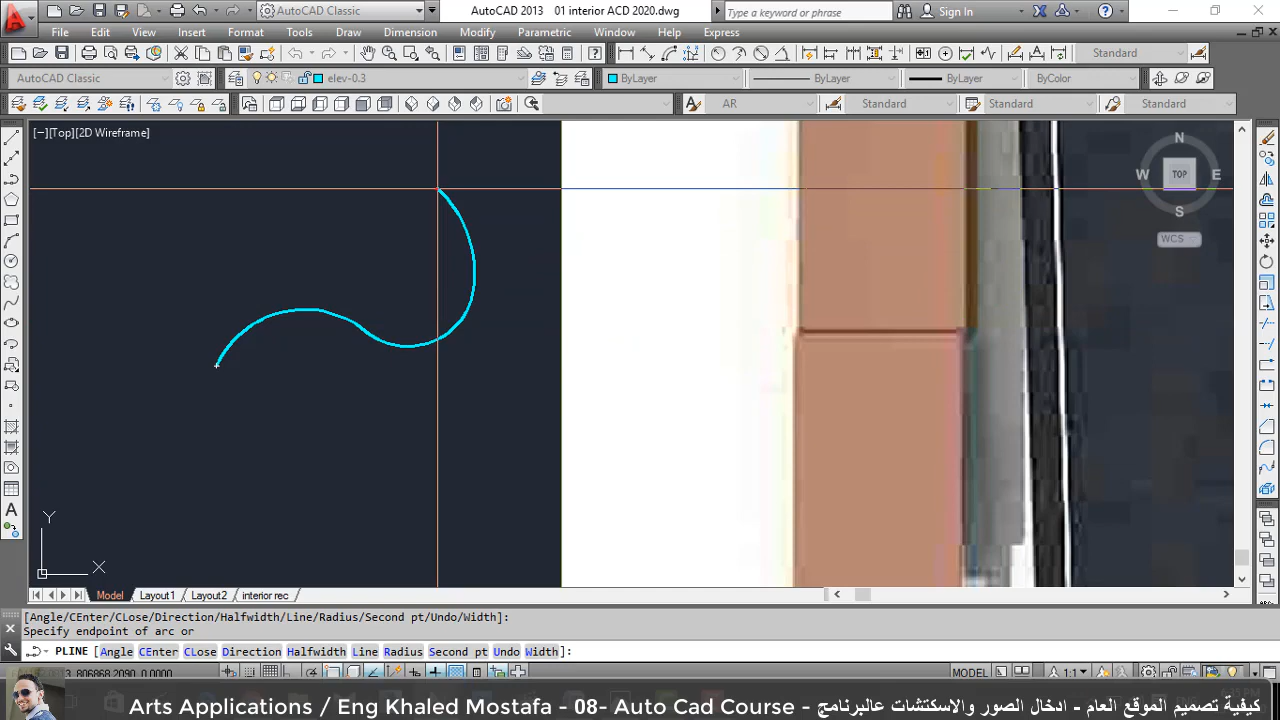 AutoCAD Classic
AutoCAD 2013 01 interior ACD 2020.dwg
Type a keyword or phrase
Sign In
File Edit View Insert Format Tools Draw Dimension Modify Parametric Window Help Express
Standard
AutoCAD Classic
elev-0.3
ByLayer
ByLayer
ByLayer
ByColor
AR
Standard
Standard
Standard
[−][Top][2D Wireframe]
N
W TOP E
S
WCS
Y
X
Model Layout1 Layout2 interior rec
[Angle/CEnter/CLose/Direction/Halfwidth/Line/Radius/Second pt/Undo/Width]:
Specify endpoint of arc or
PLINE [Angle CEnter CLose Direction Halfwidth Line Radius Second pt Undo Width]:
MODEL 1:1
Arts Applications / Eng Khaled Mostafa - 08- Auto Cad Course - كيفية تصميم الموقع العام - ادخال الصور والاسكتشات عالبرنامج